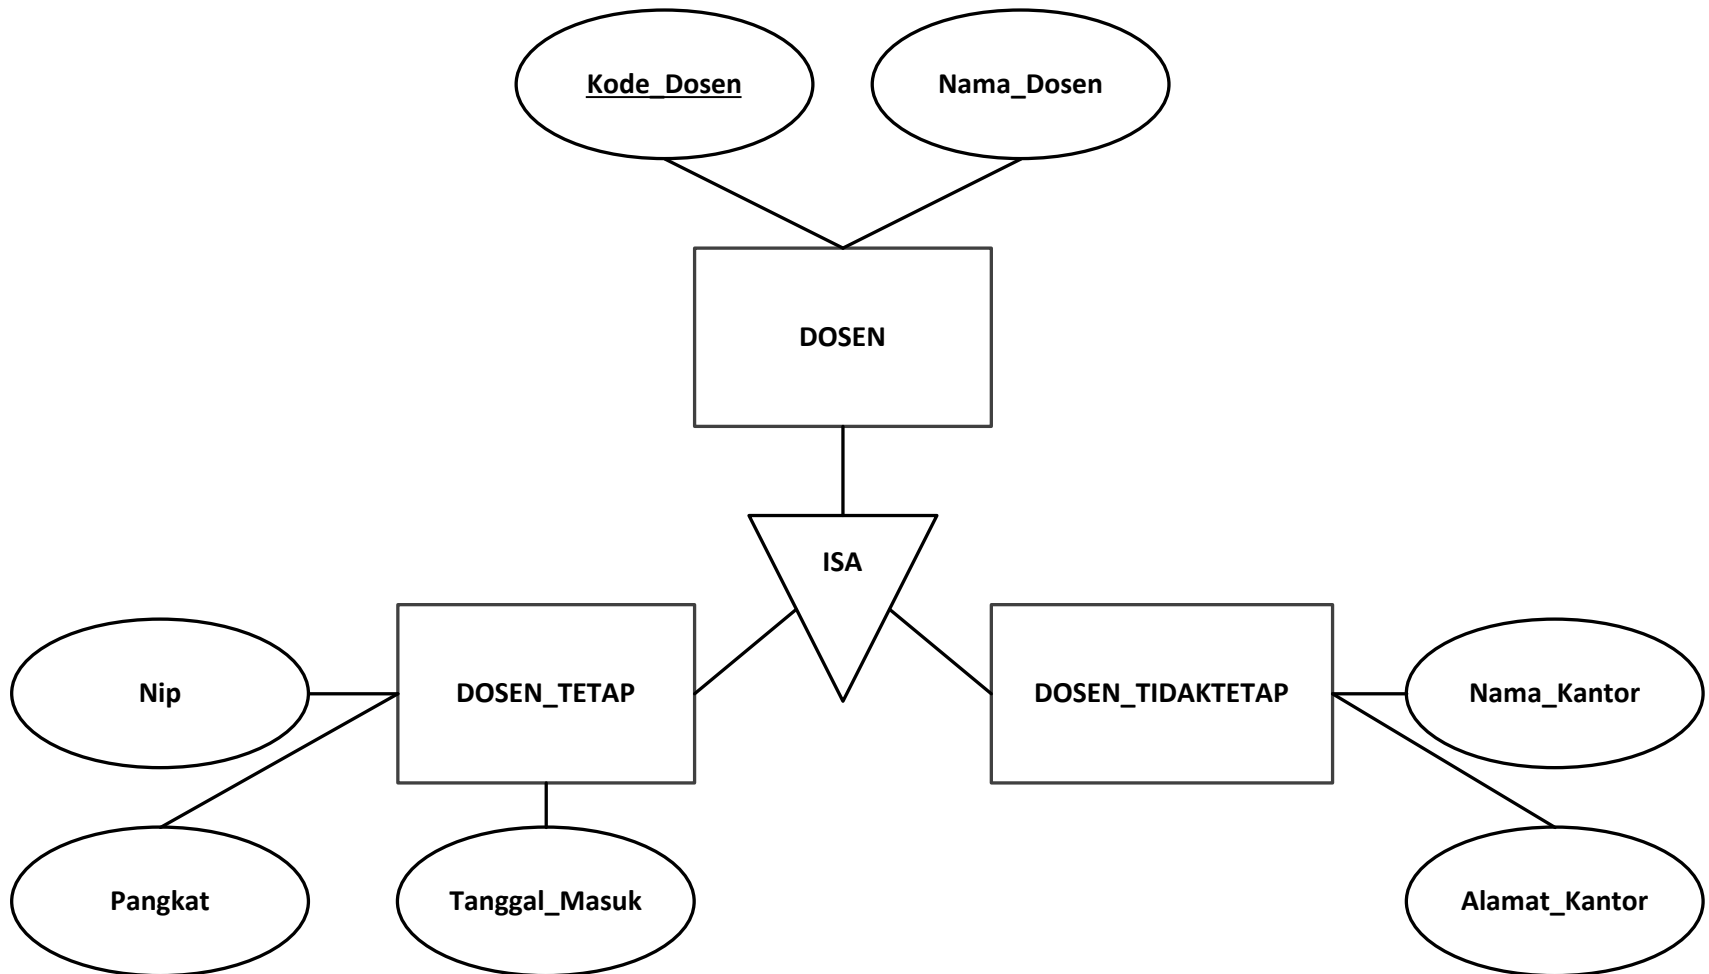 Kode_Dosen
Nama_Dosen
DOSEN
ISA
Nip
DOSEN_TETAP
DOSEN_TIDAKTETAP
Nama_Kantor
Pangkat
Tanggal_Masuk
Alamat_Kantor